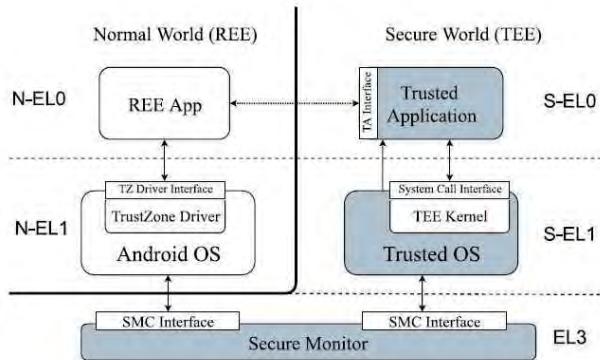 Normal World (REE)
Secure World (TEE)
N-EL0
REE App
TA Interface
Trusted
Application
S-EL0
TZ Driver Interface
TrustZone Driver
Android OS
N-EL1
System Call Interface
TEE Kernel
Trusted OS
S-EL1
SMC Interface
SMC Interface
Secure Monitor
EL3